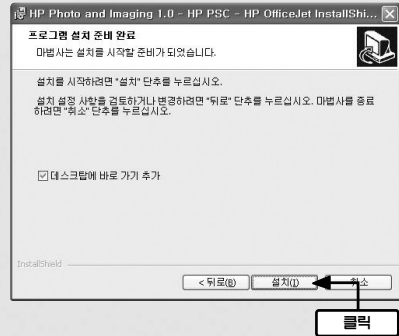 HP Photo and Imaging 1.0 - HP PSC - HP OfficeJet InstallShi...
프로그램 설치 준비 완료
마법사는 설치를 시작할 준비가 되었습니다.
설치를 시작하려면 "설치" 단추를 누르십시오.
설치 설정 사항을 검토하거나 변경하려면 "뒤로" 단추를 누르십시오. 마법사를 종료
하려면 "취소" 단추를 누르십시오.
데스크탑에 바로 가기 추가
InstallShield
< 뒤로(B) 설치(I) 취소
클릭